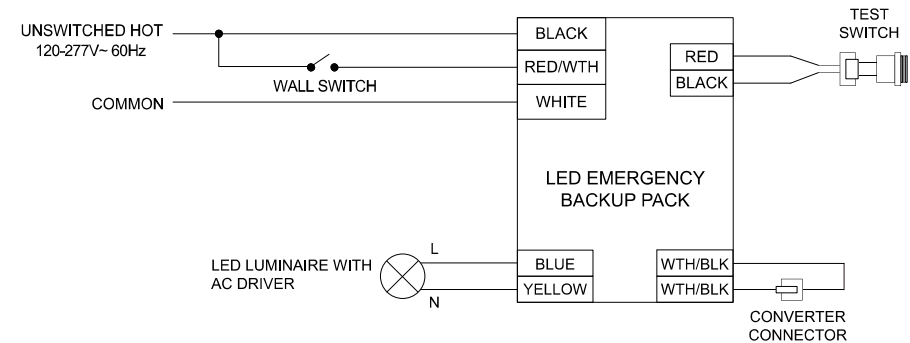 UNSWITCHED HOT
120-277V~ 60Hz
WALL SWITCH
COMMON
BLACK
RED/WTH
WHITE
RED
BLACK
TEST
SWITCH
LED EMERGENCY
BACKUP PACK
LED LUMINAIRE WITH
AC DRIVER
L
N
BLUE
YELLOW
WTH/BLK
WTH/BLK
CONVERTER
CONNECTOR